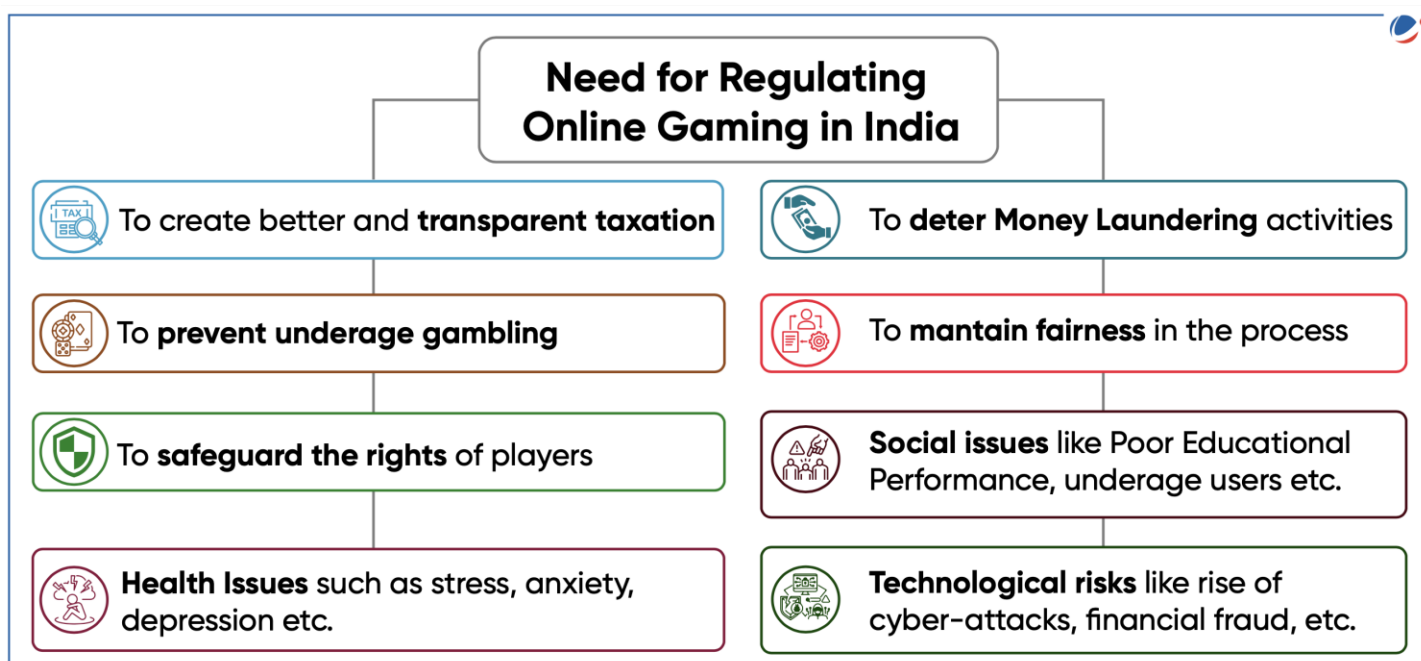 Need for Regulating
Online Gaming in India
TAX
To create better and transparent taxation
To prevent underage gambling
To safeguard the rights of players
Health Issues such as stress, anxiety,
depression etc.
To deter Money Laundering activities
To mantain fairness in the process
Social issues like Poor Educational
Performance, underage users etc.
Technological risks like rise of
cyber-attacks, financial fraud, etc.